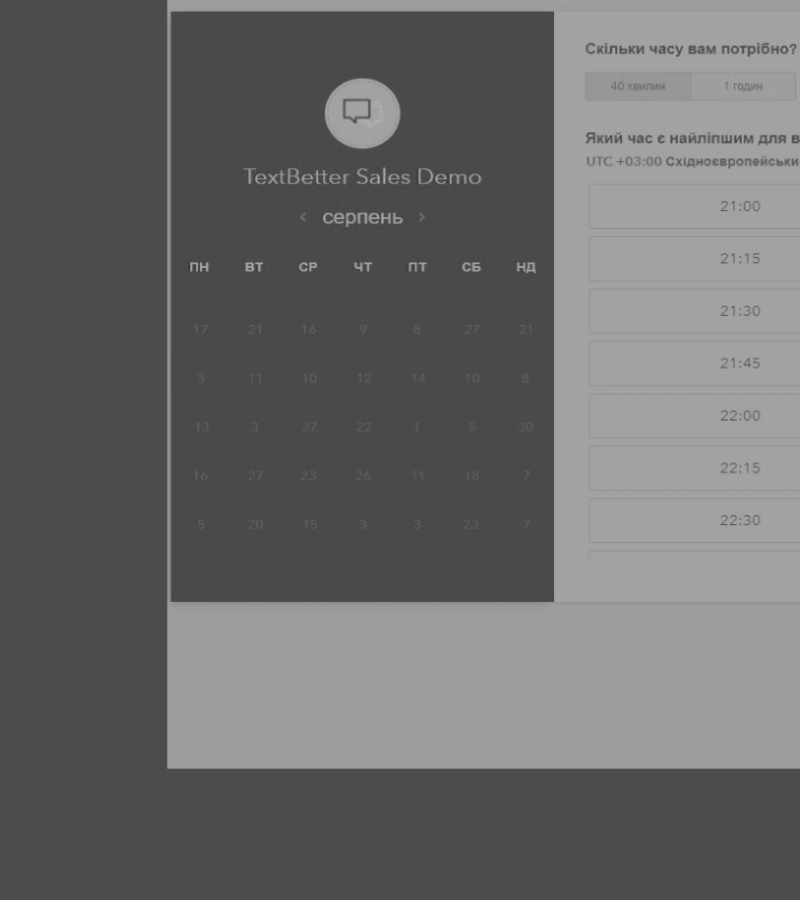 TextBetter Sales Demo
серпень
ПН ВТ СР ЧТ ПТ СБ НД
17 21 16 9 8 27 21
3 11 10 12 14 10 8
13 3 27 22 1 5 30
16 27 23 26 11 18 7
5 20 15 3 3 23 7
Скільки часу вам потрібно?
40 хвилин 1 годин
Який час є найліпшим для в
UTC +03:00 Східноєвропейськи
21:00
21:15
21:30
21:45
22:00
22:15
22:30